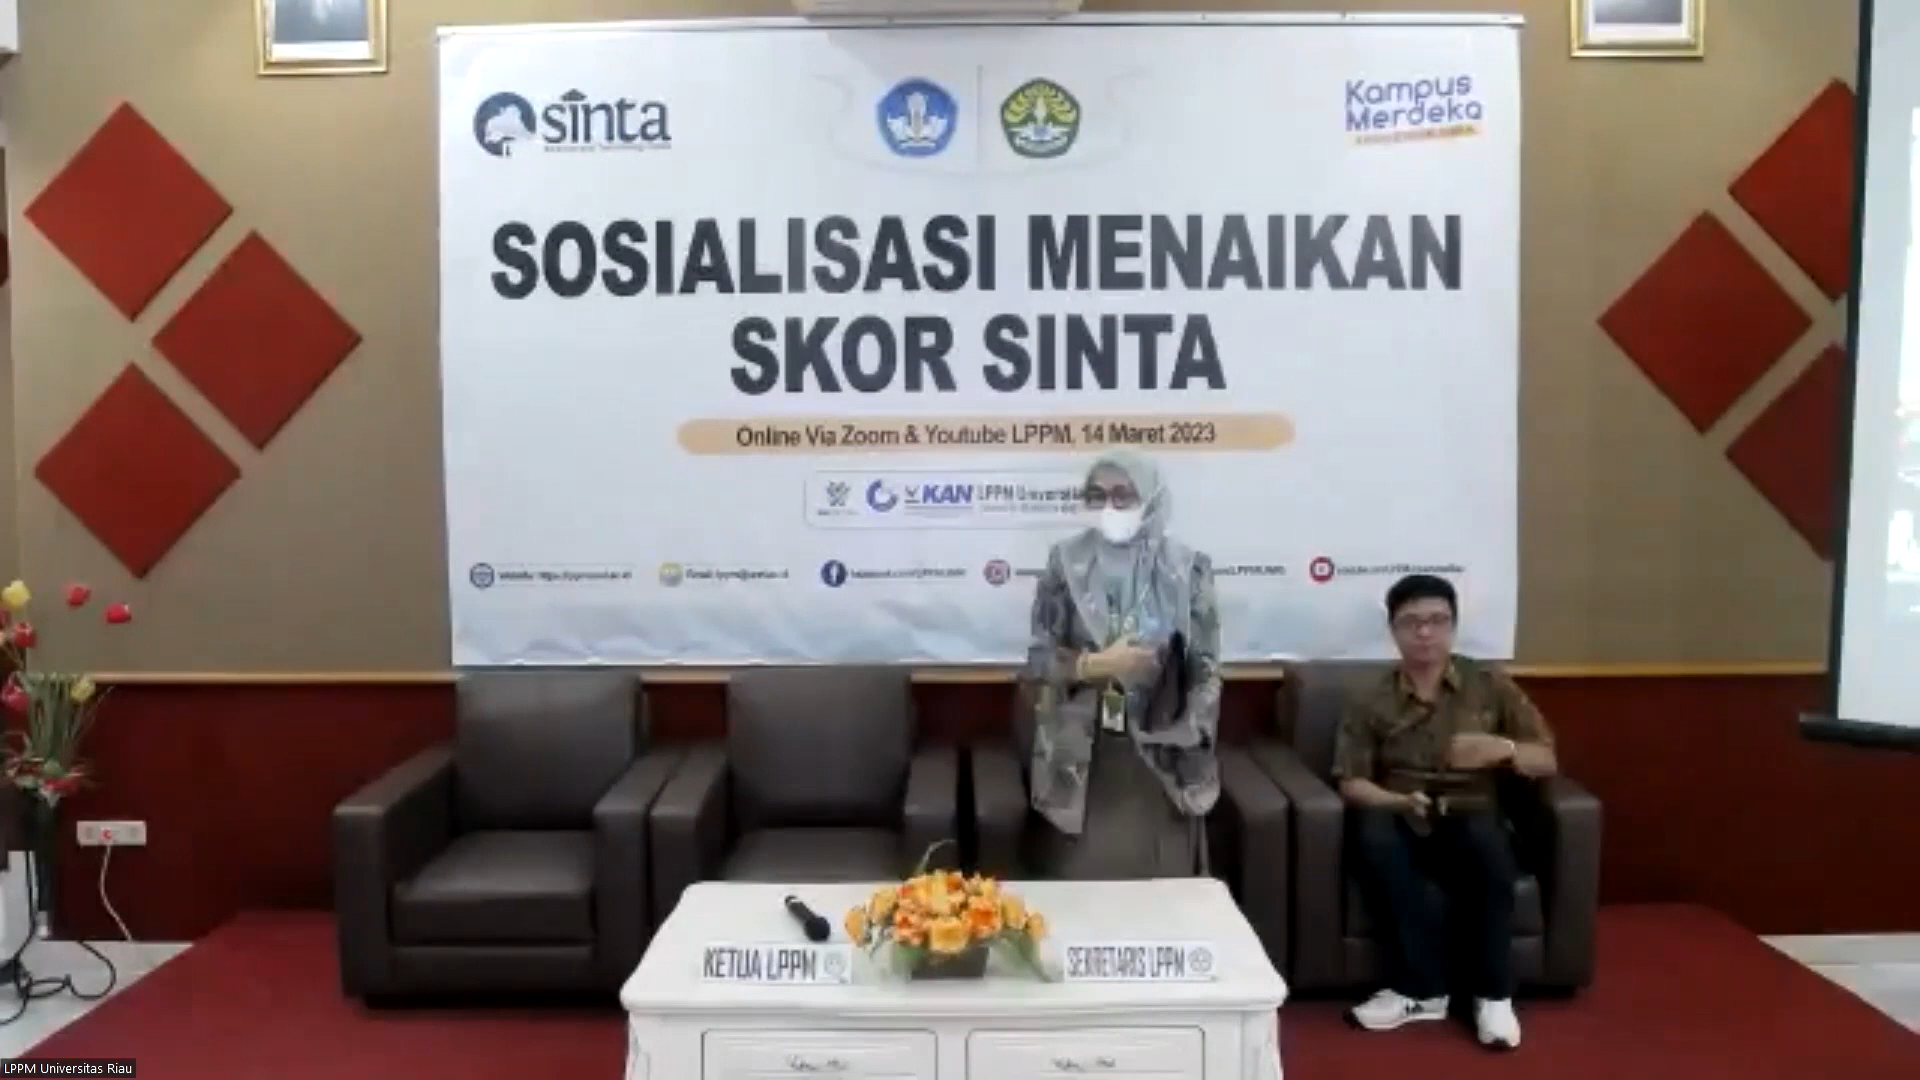 sinta
Kampus
Merdeka
SOSIALISASI MENAIKAN
SKOR SINTA
Online Via Zoom & Youtube LPPM, 14 Maret 2023
KAN LPPM
KETUA LPPM
SEKRETARIS LPPM
LPPM Universitas Riau